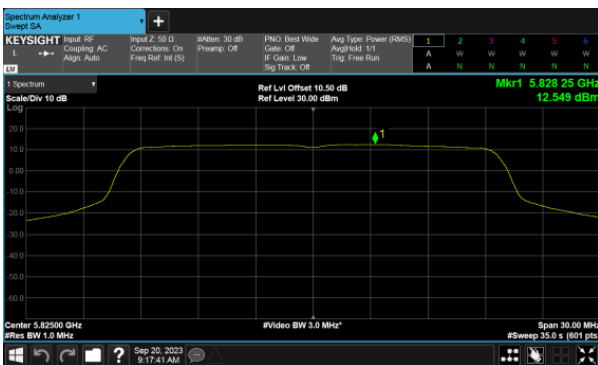 Spectrum Analyzer 1
Swept SA
+
KEYSIGHT Input: RF Input Z: 50 Ω #Atten: 30 dB PNO: Best Wide Avg Type: Power (RMS) 1 2 3 4 5 6
L Coupling: AC Corrections: On Preamp: Off Gate: Off Avg|Hold: 1/1 A W W W W W
Align: Auto Freq Ref: Int (S) IF Gain: Low Trig: Free Run
Sig Track: Off A N N N N N
LXI
1 Spectrum Ref Lvl Offset 10.50 dB Mkr1 5.828 25 GHz
Scale/Div 10 dB Ref Level 30.00 dBm 12.549 dBm
Log
20.0
1
10.0
0.00
-10.0
-20.0
-30.0
-40.0
-50.0
-60.0
Center 5.82500 GHz #Video BW 3.0 MHz* Span 30.00 MHz
#Res BW 1.0 MHz #Sweep 35.0 s (601 pts
? Sep 20, 2023
9:17:41 AM